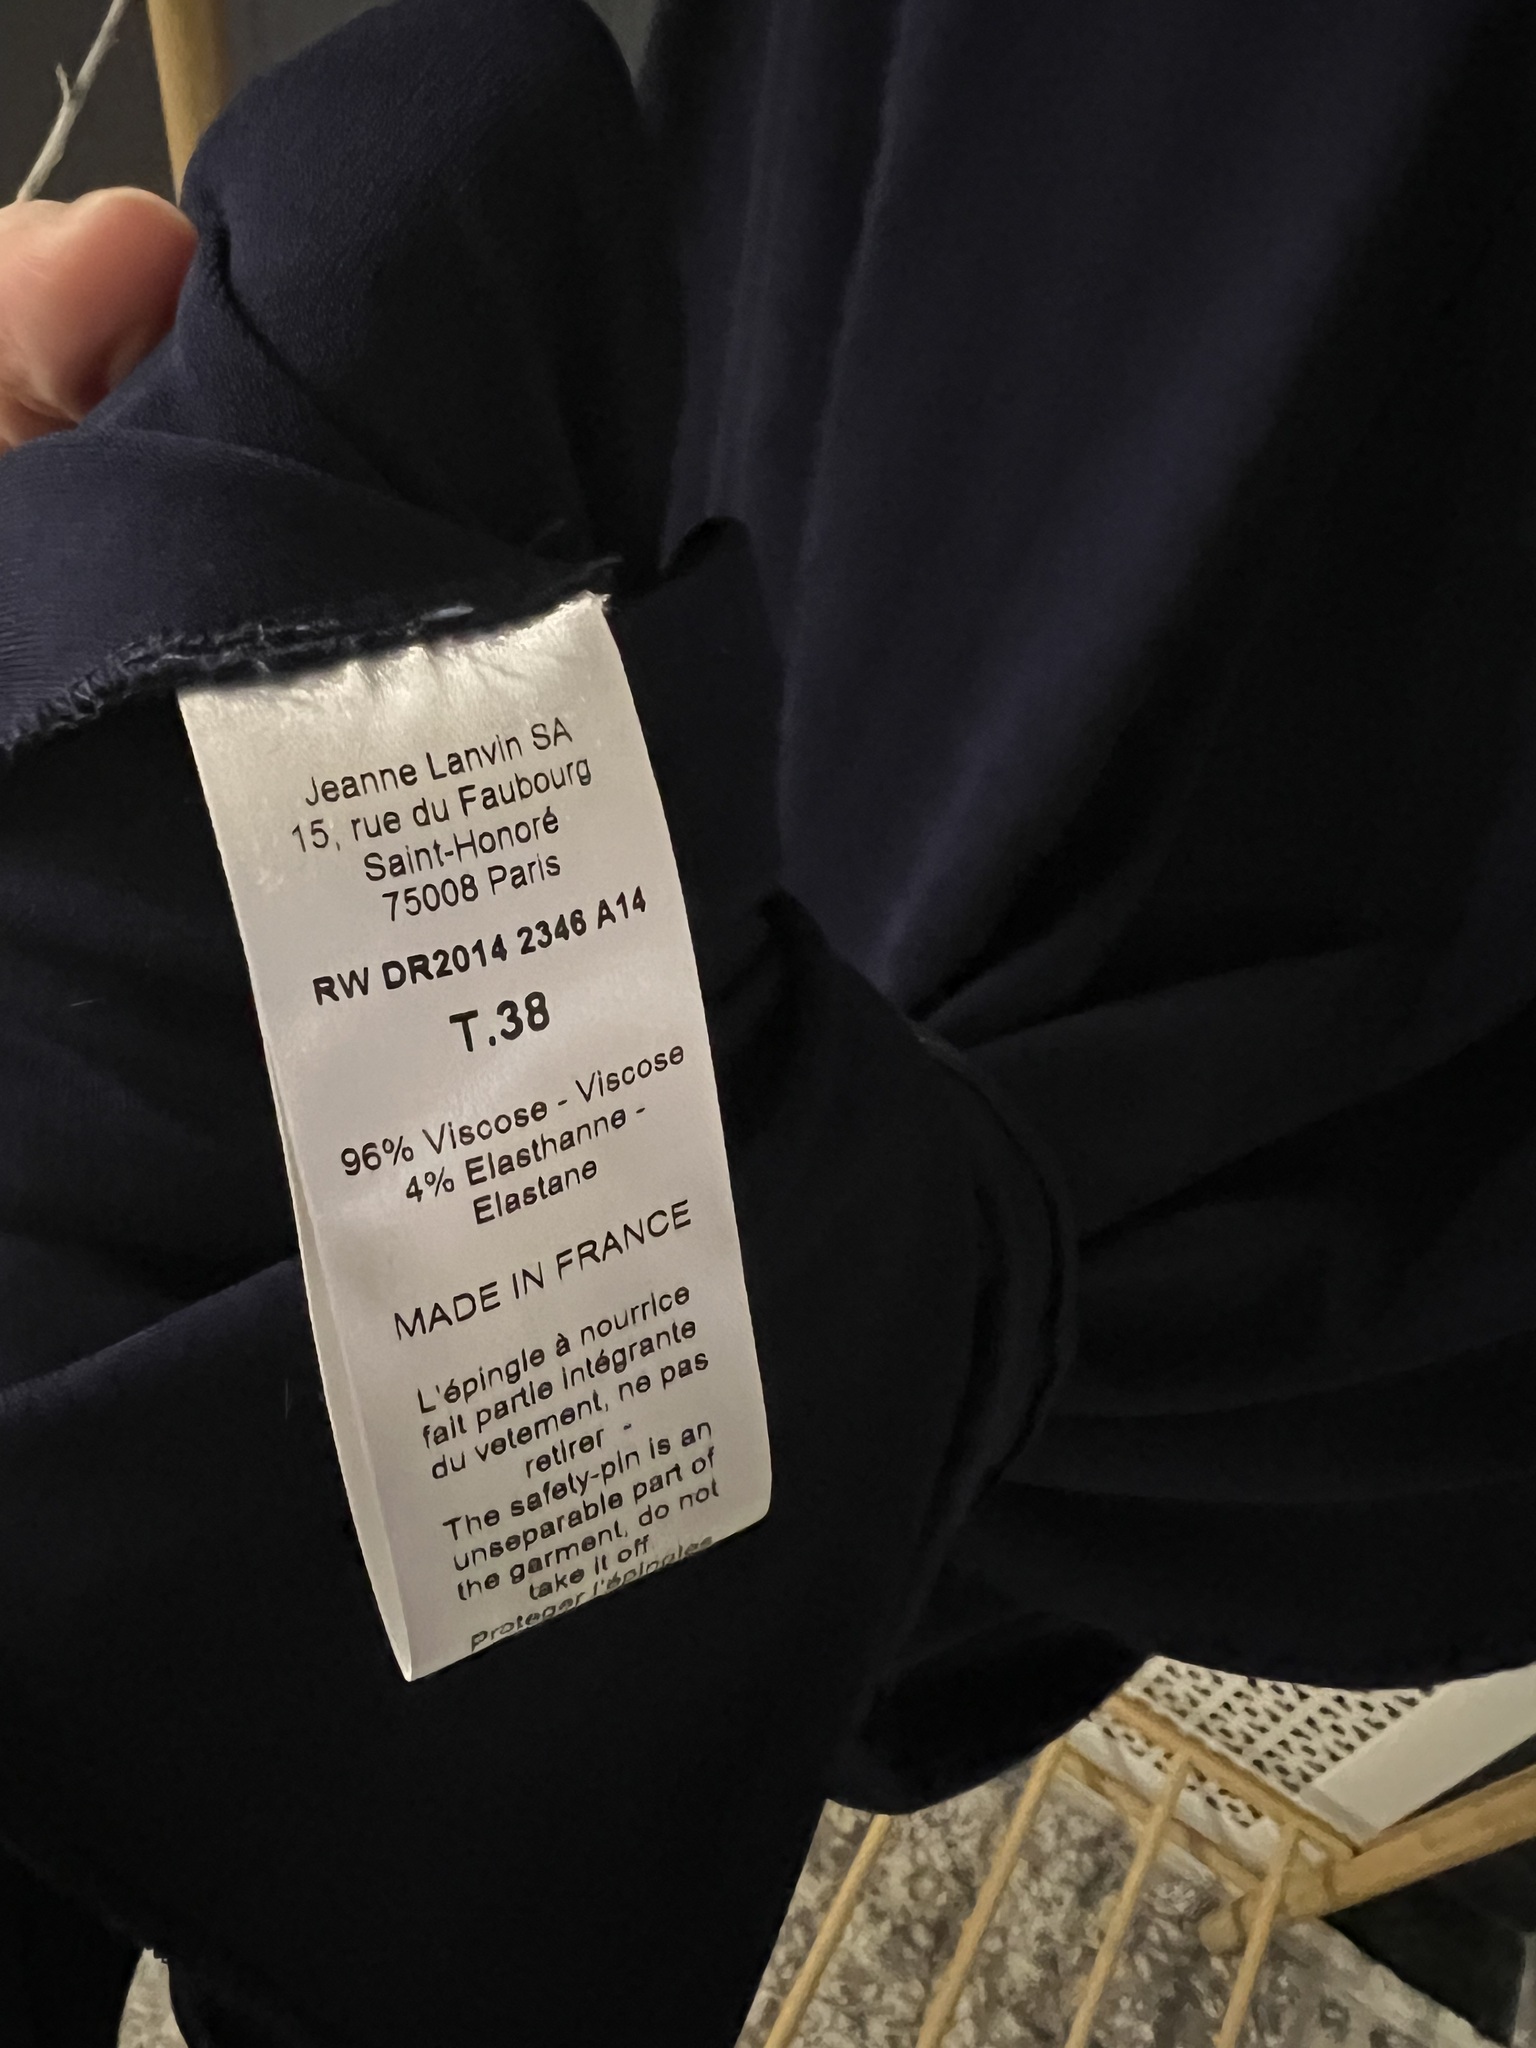 Jeanne Lanvin SA
15, rue du Faubourg
Saint-Honoré
75008 Paris
RW DR2014 2346 A14
T.38
96% Viscose - Viscose
4% Elasthanne -
Elastane
MADE IN FRANCE
L'épingle à nourrice
fait partie intégrante
du vetement, ne pas
retirer -
The safety-pin is an
unseparable part of
the garment, do not
take it off
Proteger l'épingles